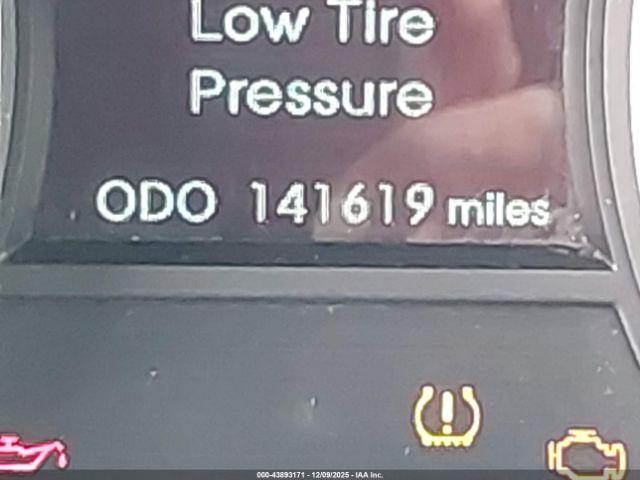 Low Tire
Pressure
ODO 141619 miles
000-43893171 - 12/09/2025 - IAA Inc.